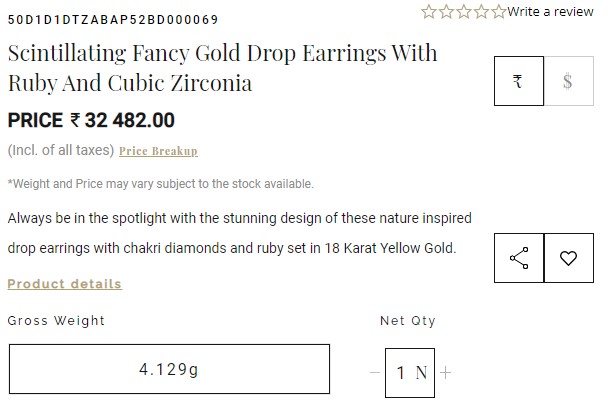 50D1D1DTZABAP52BD000069
Write a review
Scintillating Fancy Gold Drop Earrings With
Ruby And Cubic Zirconia
₹
$
PRICE ₹ 32 482.00
(Incl. of all taxes) Price Breakup
*Weight and Price may vary subject to the stock available.
Always be in the spotlight with the stunning design of these nature inspired
drop earrings with chakri diamonds and ruby set in 18 Karat Yellow Gold.
Product details
Gross Weight
Net Qty
4.129g
− 1 N +